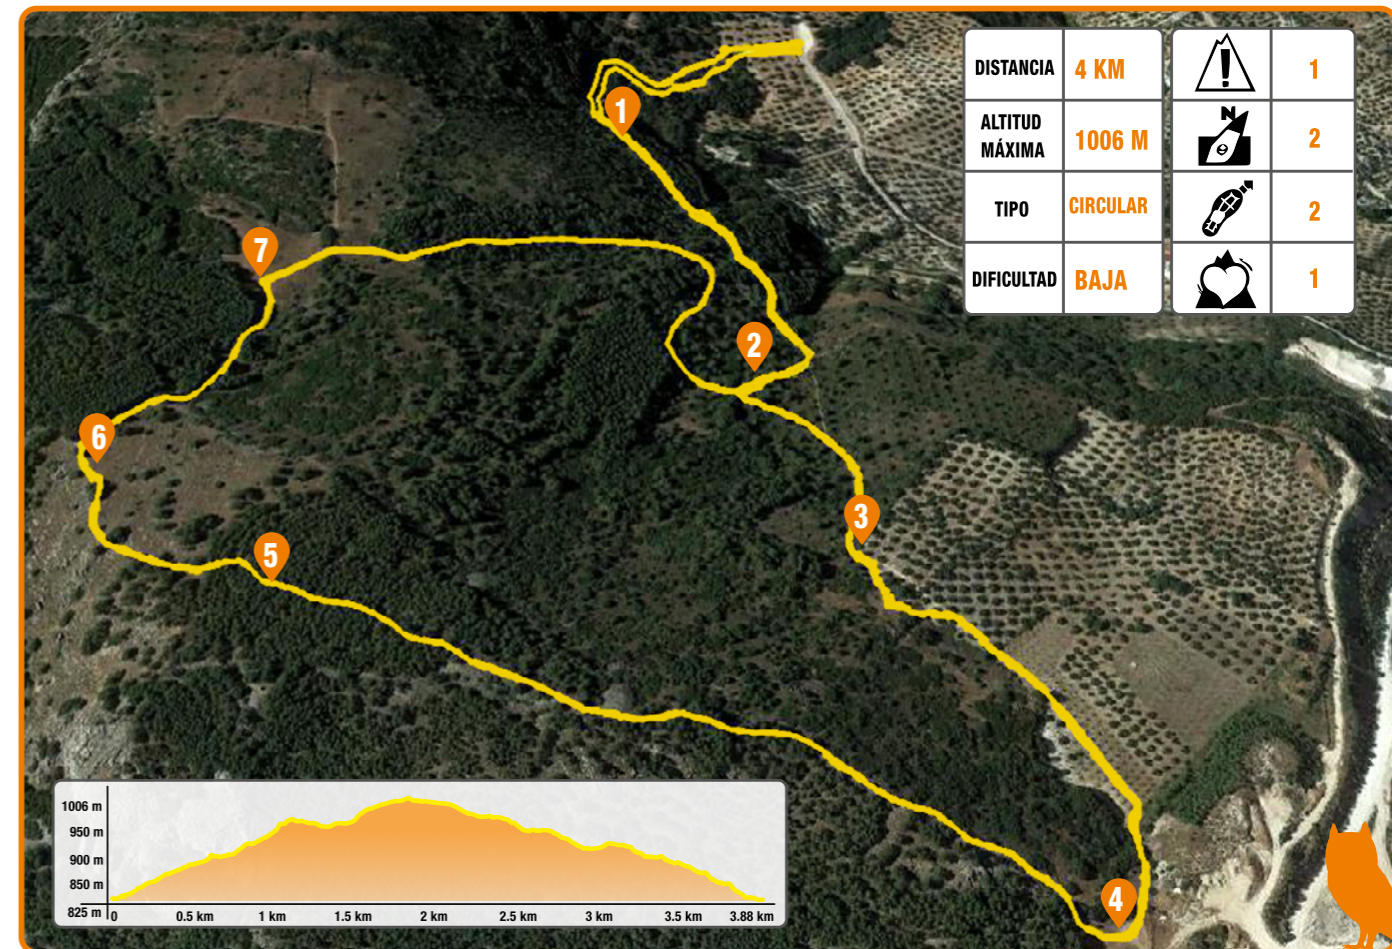 DISTANCIA 4 KM
ALTITUD MÁXIMA 1006 M
TIPO CIRCULAR
DIFICULTAD BAJA
! 1
N 2
2
1
1
2
3
4
5
6
7
1006 m
950 m
900 m
850 m
825 m
0 0.5 km 1 km 1.5 km 2 km 2.5 km 3 km 3.5 km 3.88 km